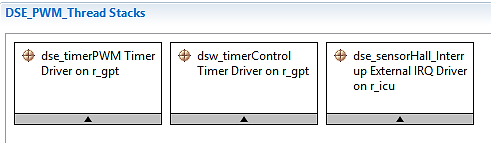 DSE_PWM_Thread Stacks
dse_timerPWM Timer
Driver on r_gpt
dsw_timerControl
Timer Driver on r_gpt
dse_sensorHall_Interr
up External IRQ Driver
on r_icu